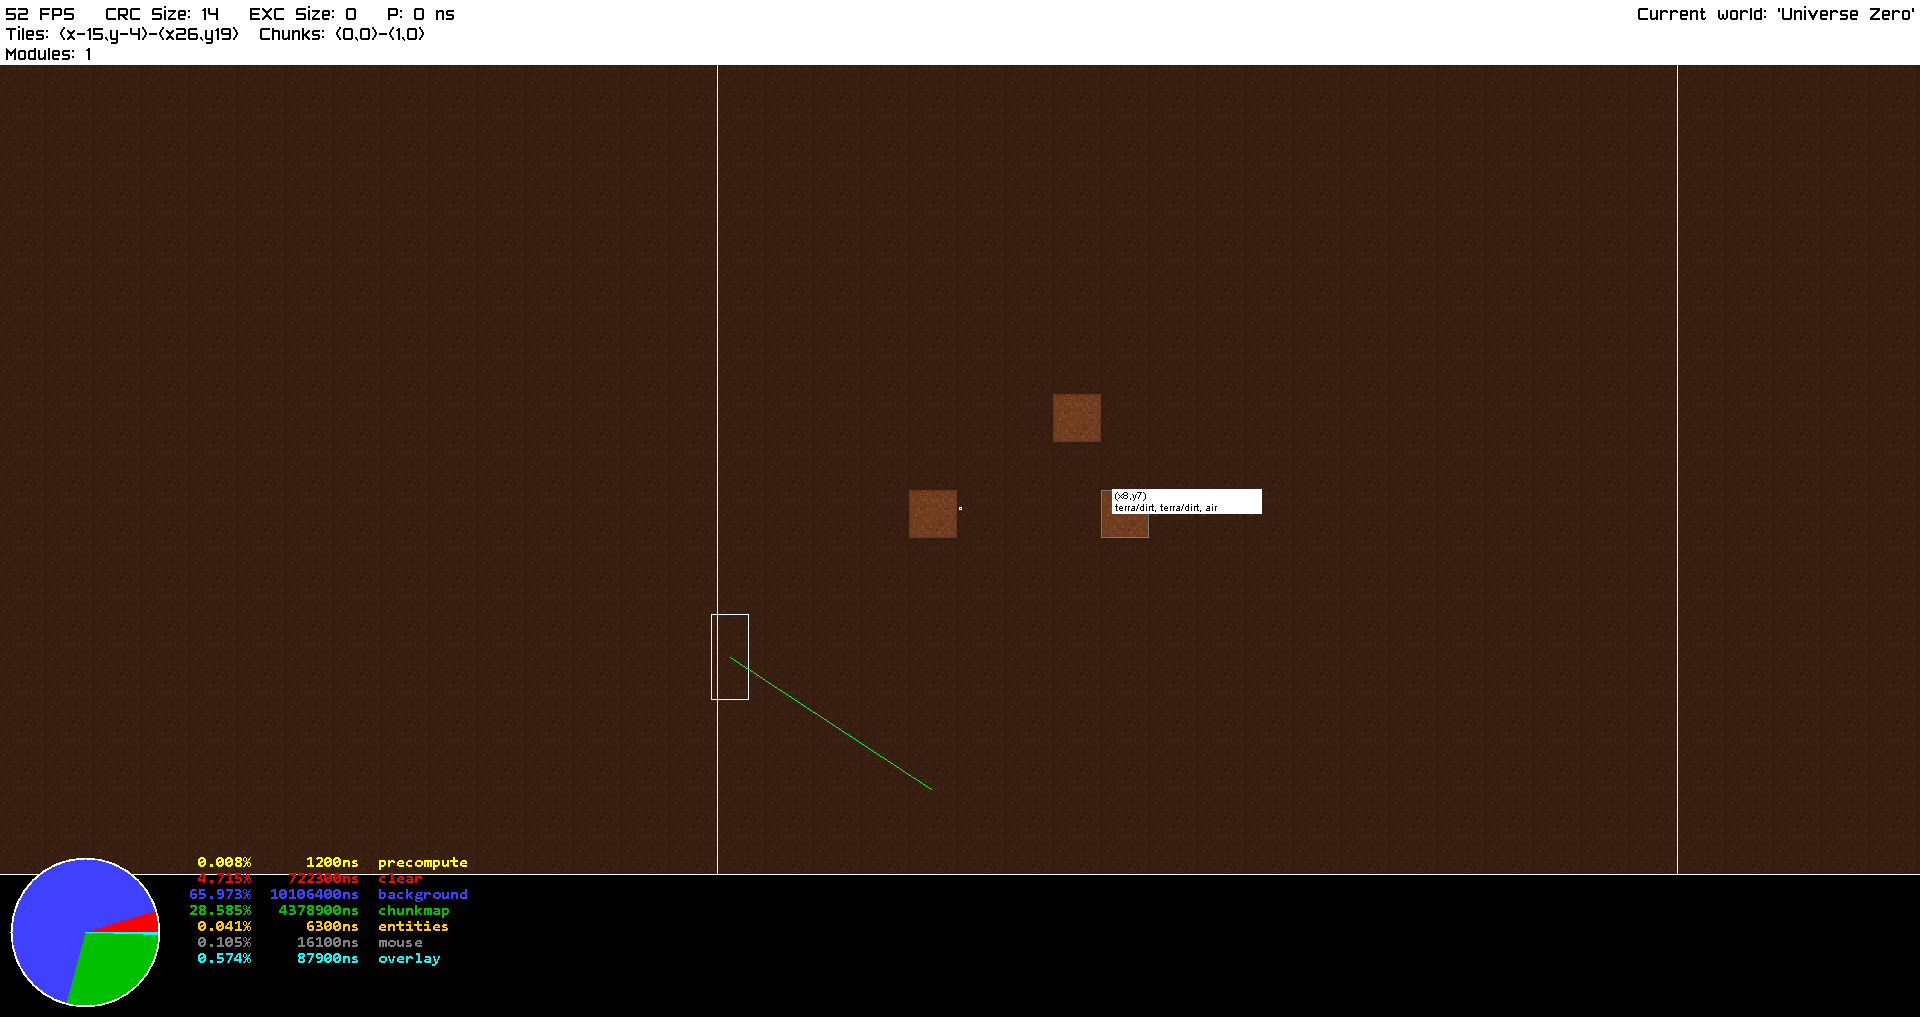 52 FPS   CRC Size: 14   EXC Size: 0   P: 0 ns
Current world: 'Universe Zero'
Tiles: (x-15,y-4)-(x26,y19)  Chunks: (0,0)-(1,0)
Modules: 1
(x8,y7)
terra/dirt, terra/dirt, air
0.008%   1200ns   precompute
4.715%   722300ns   clear
65.973%   10106400ns   background
28.585%   4378900ns   chunkmap
0.041%   6300ns   entities
0.105%   16100ns   mouse
0.574%   87900ns   overlay